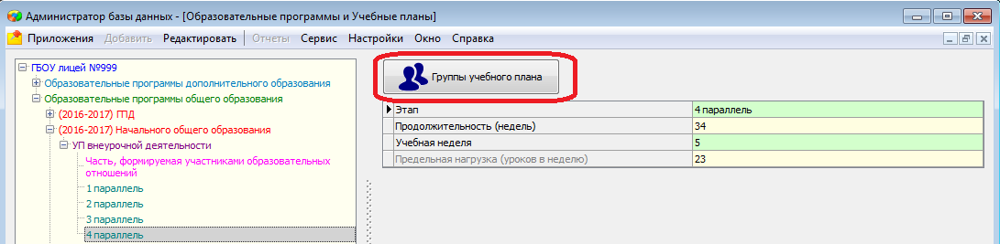 Администратор базы данных - [Образовательные программы и Учебные планы]
Приложения Добавить Редактировать Отчеты Сервис Настройки Окно Справка
ГБОУ лицей №999
Образовательные программы дополнительного образования
Образовательные программы общего образования
(2016-2017) ГПД
(2016-2017) Начального общего образования
УП внеурочной деятельности
Часть, формируемая участниками образовательных
отношений
1 параллель
2 параллель
3 параллель
4 параллель
Группы учебного плана
Этап 4 параллель
Продолжительность (недель) 34
Учебная неделя 5
Предельная нагрузка (уроков в неделю) 23